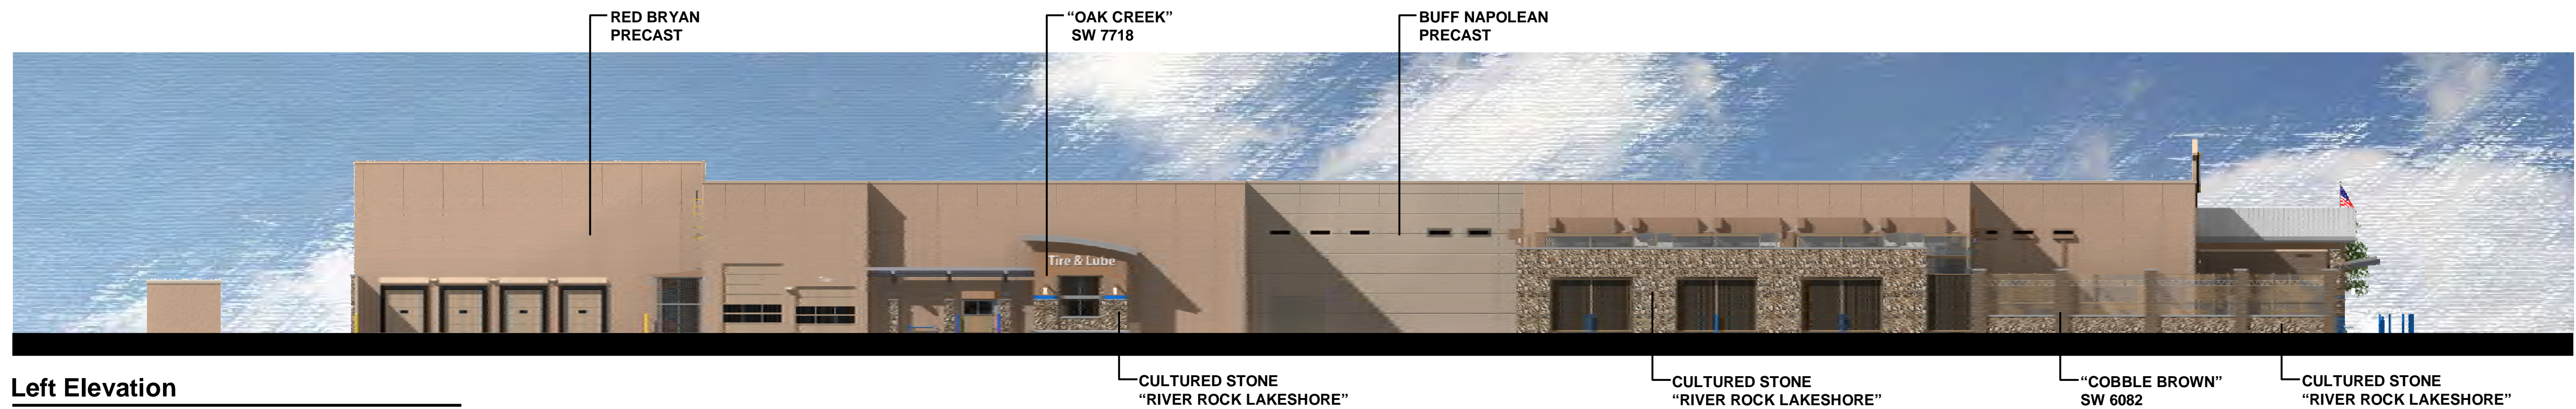 RED BRYAN
PRECAST
“OAK CREEK”
SW 7718
BUFF NAPOLEAN
PRECAST
Tire & Lube
Left Elevation
CULTURED STONE
“RIVER ROCK LAKESHORE”
CULTURED STONE
“RIVER ROCK LAKESHORE”
“COBBLE BROWN”
SW 6082
CULTURED STONE
“RIVER ROCK LAKESHORE”